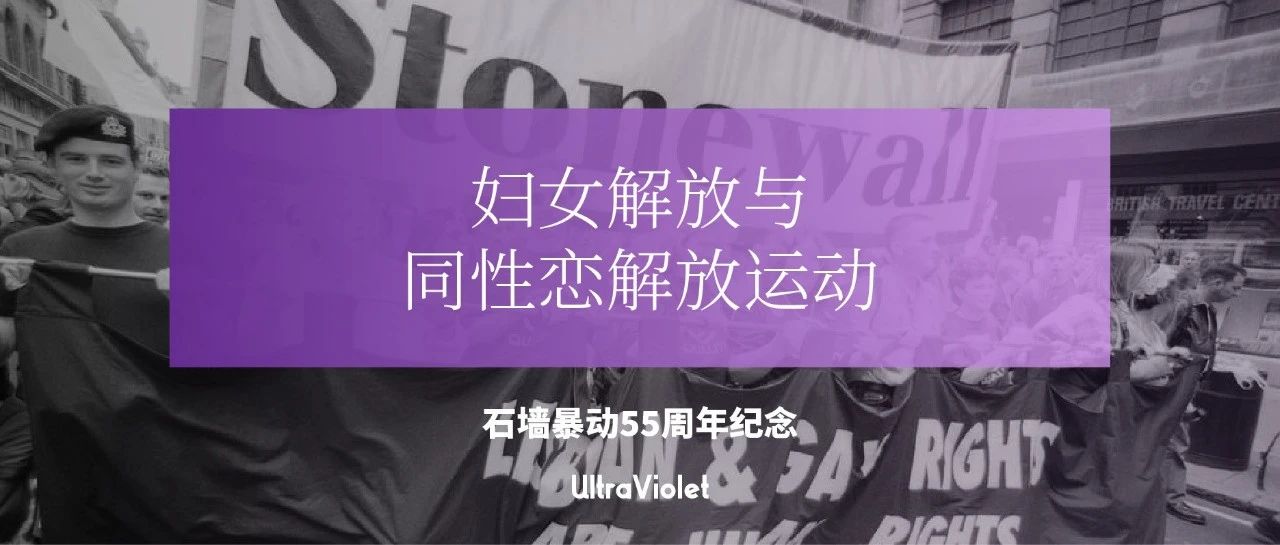 Stonewall
妇女解放与
同性恋解放运动
BRITISH TRAVEL CENT
石墙暴动55周年纪念
LESBIAN & GAY RIGHTS
UltraViolet
ARE HUMAN RIGHTS